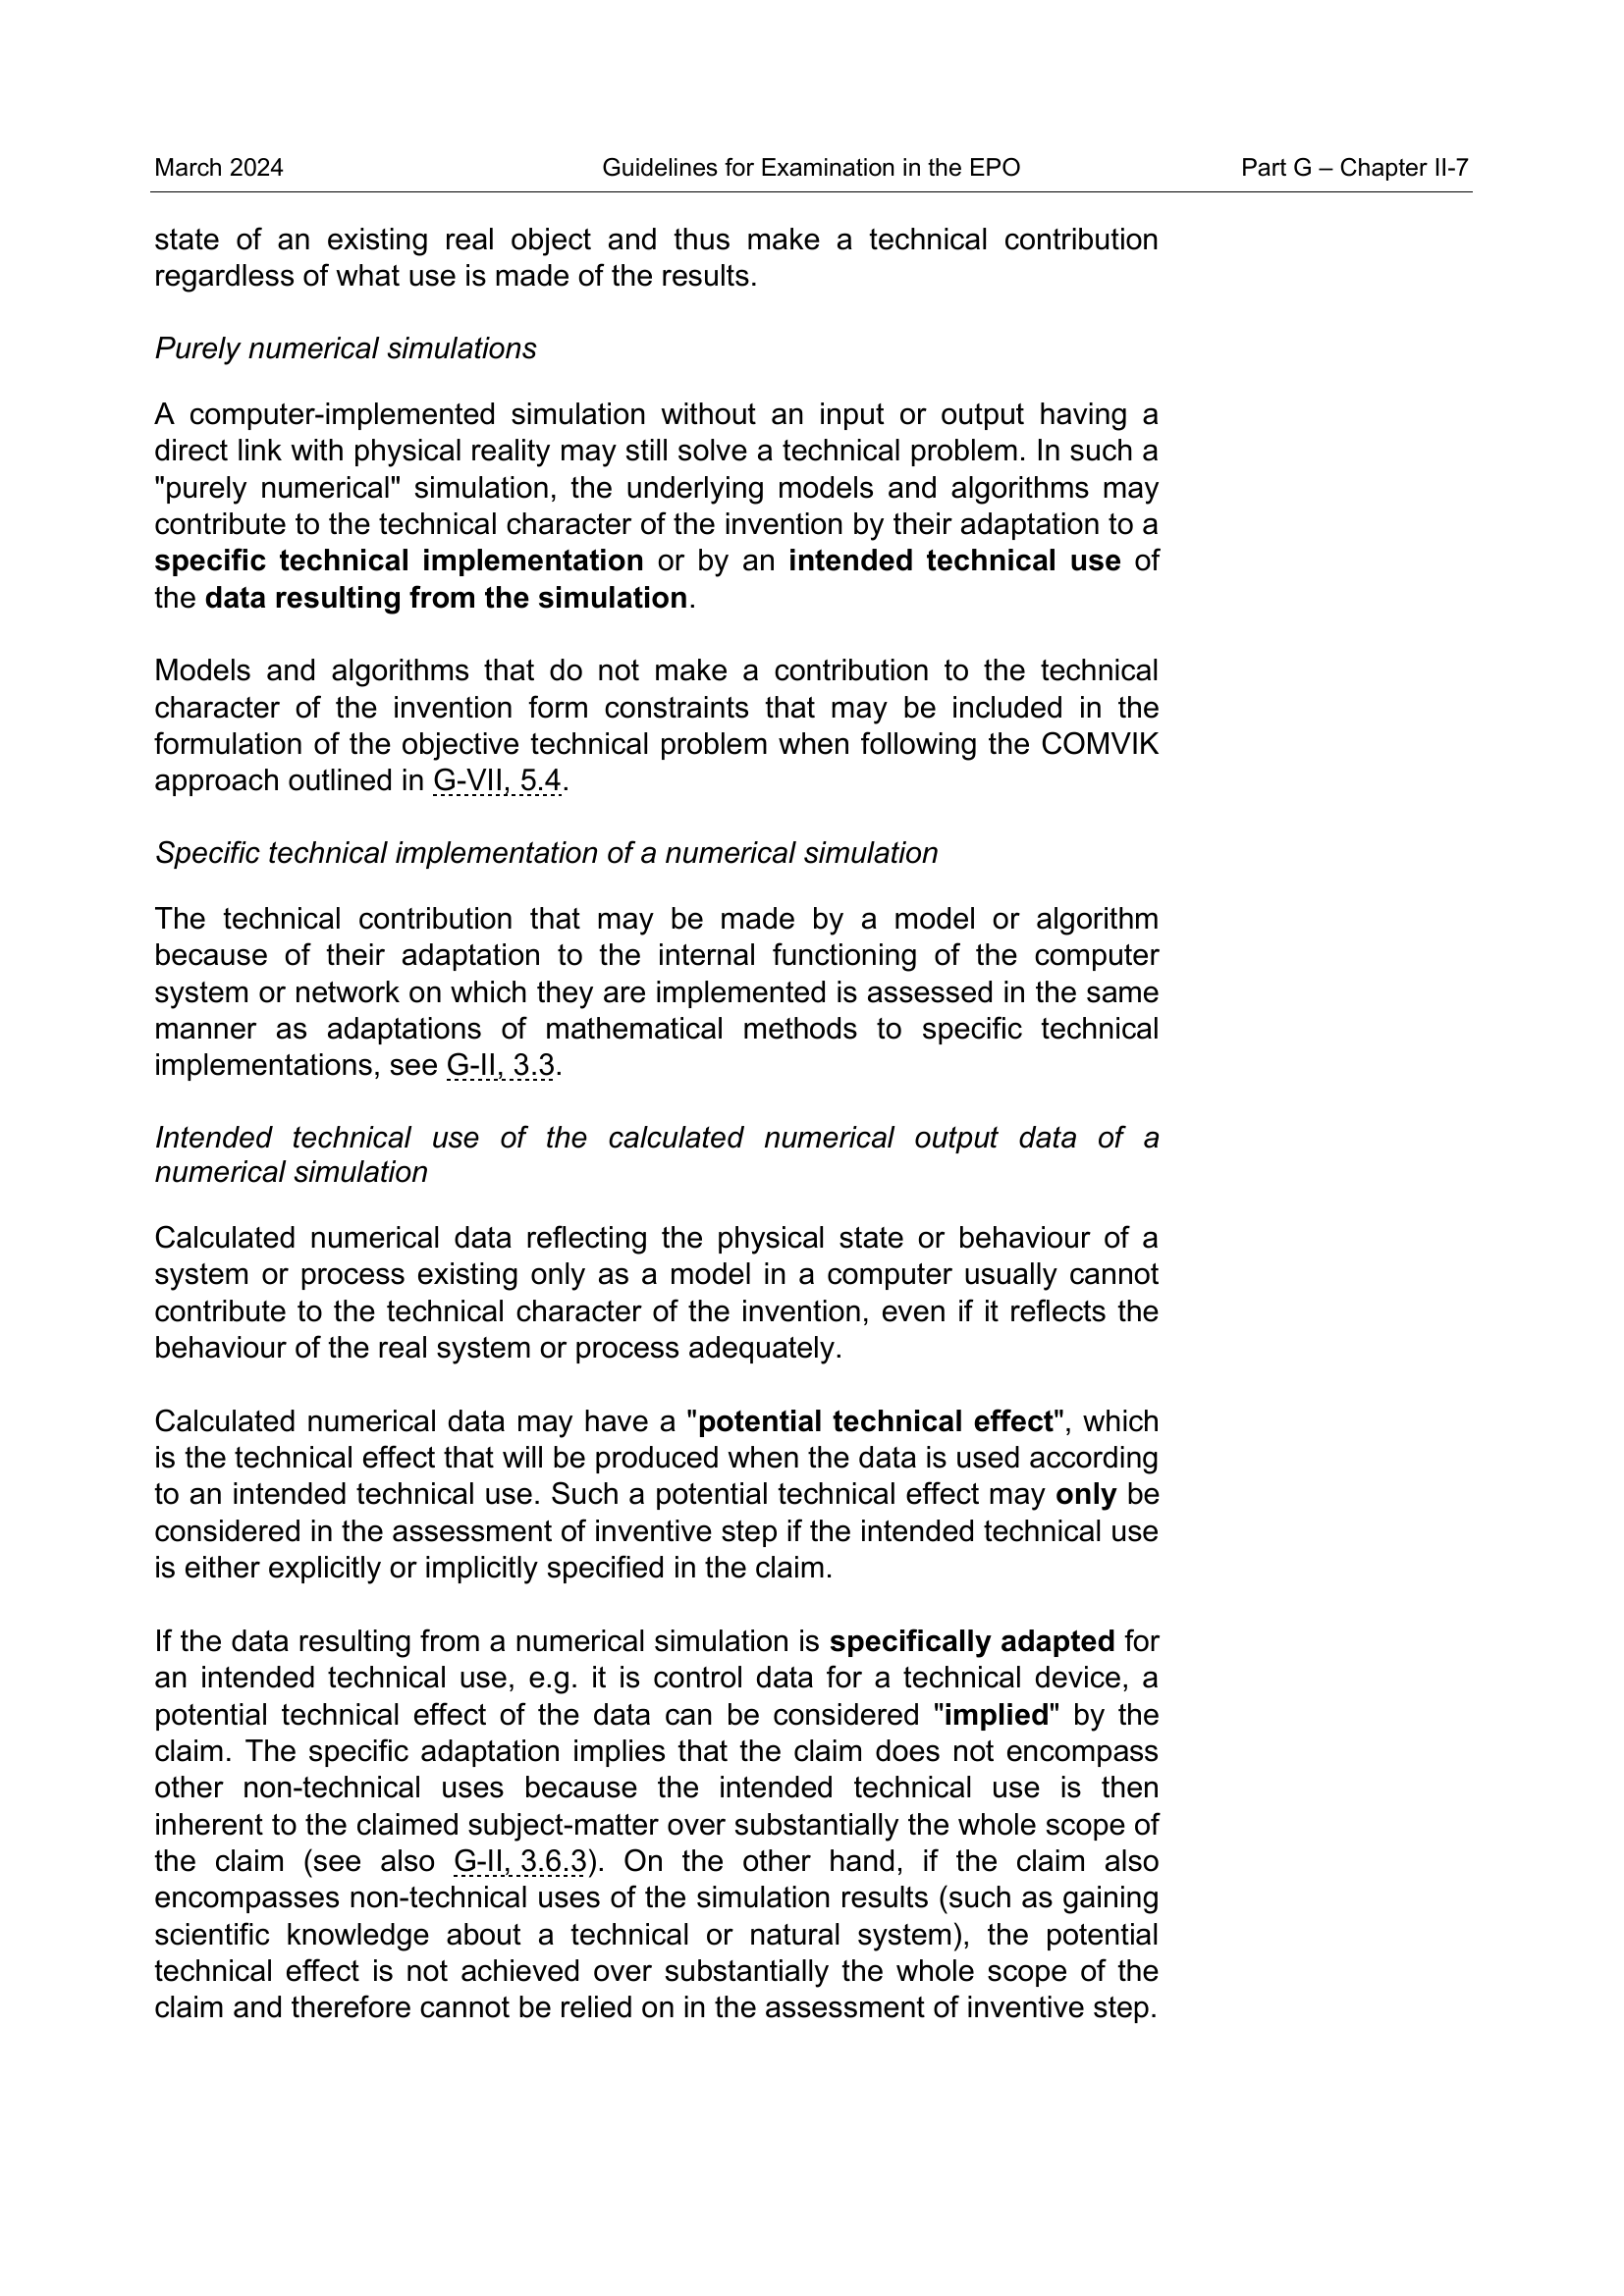 March 2024 Guidelines for Examination in the EPO Part G – Chapter II-7
state of an existing real object and thus make a technical contribution
regardless of what use is made of the results.
Purely numerical simulations
A computer-implemented simulation without an input or output having a
direct link with physical reality may still solve a technical problem. In such a
"purely numerical" simulation, the underlying models and algorithms may
contribute to the technical character of the invention by their adaptation to a
specific technical implementation or by an intended technical use of
the data resulting from the simulation.
Models and algorithms that do not make a contribution to the technical
character of the invention form constraints that may be included in the
formulation of the objective technical problem when following the COMVIK
approach outlined in G-VII, 5.4.
Specific technical implementation of a numerical simulation
The technical contribution that may be made by a model or algorithm
because of their adaptation to the internal functioning of the computer
system or network on which they are implemented is assessed in the same
manner as adaptations of mathematical methods to specific technical
implementations, see G-II, 3.3.
Intended technical use of the calculated numerical output data of a
numerical simulation
Calculated numerical data reflecting the physical state or behaviour of a
system or process existing only as a model in a computer usually cannot
contribute to the technical character of the invention, even if it reflects the
behaviour of the real system or process adequately.
Calculated numerical data may have a "potential technical effect", which
is the technical effect that will be produced when the data is used according
to an intended technical use. Such a potential technical effect may only be
considered in the assessment of inventive step if the intended technical use
is either explicitly or implicitly specified in the claim.
If the data resulting from a numerical simulation is specifically adapted for
an intended technical use, e.g. it is control data for a technical device, a
potential technical effect of the data can be considered "implied" by the
claim. The specific adaptation implies that the claim does not encompass
other non-technical uses because the intended technical use is then
inherent to the claimed subject-matter over substantially the whole scope of
the claim (see also G-II, 3.6.3). On the other hand, if the claim also
encompasses non-technical uses of the simulation results (such as gaining
scientific knowledge about a technical or natural system), the potential
technical effect is not achieved over substantially the whole scope of the
claim and therefore cannot be relied on in the assessment of inventive step.